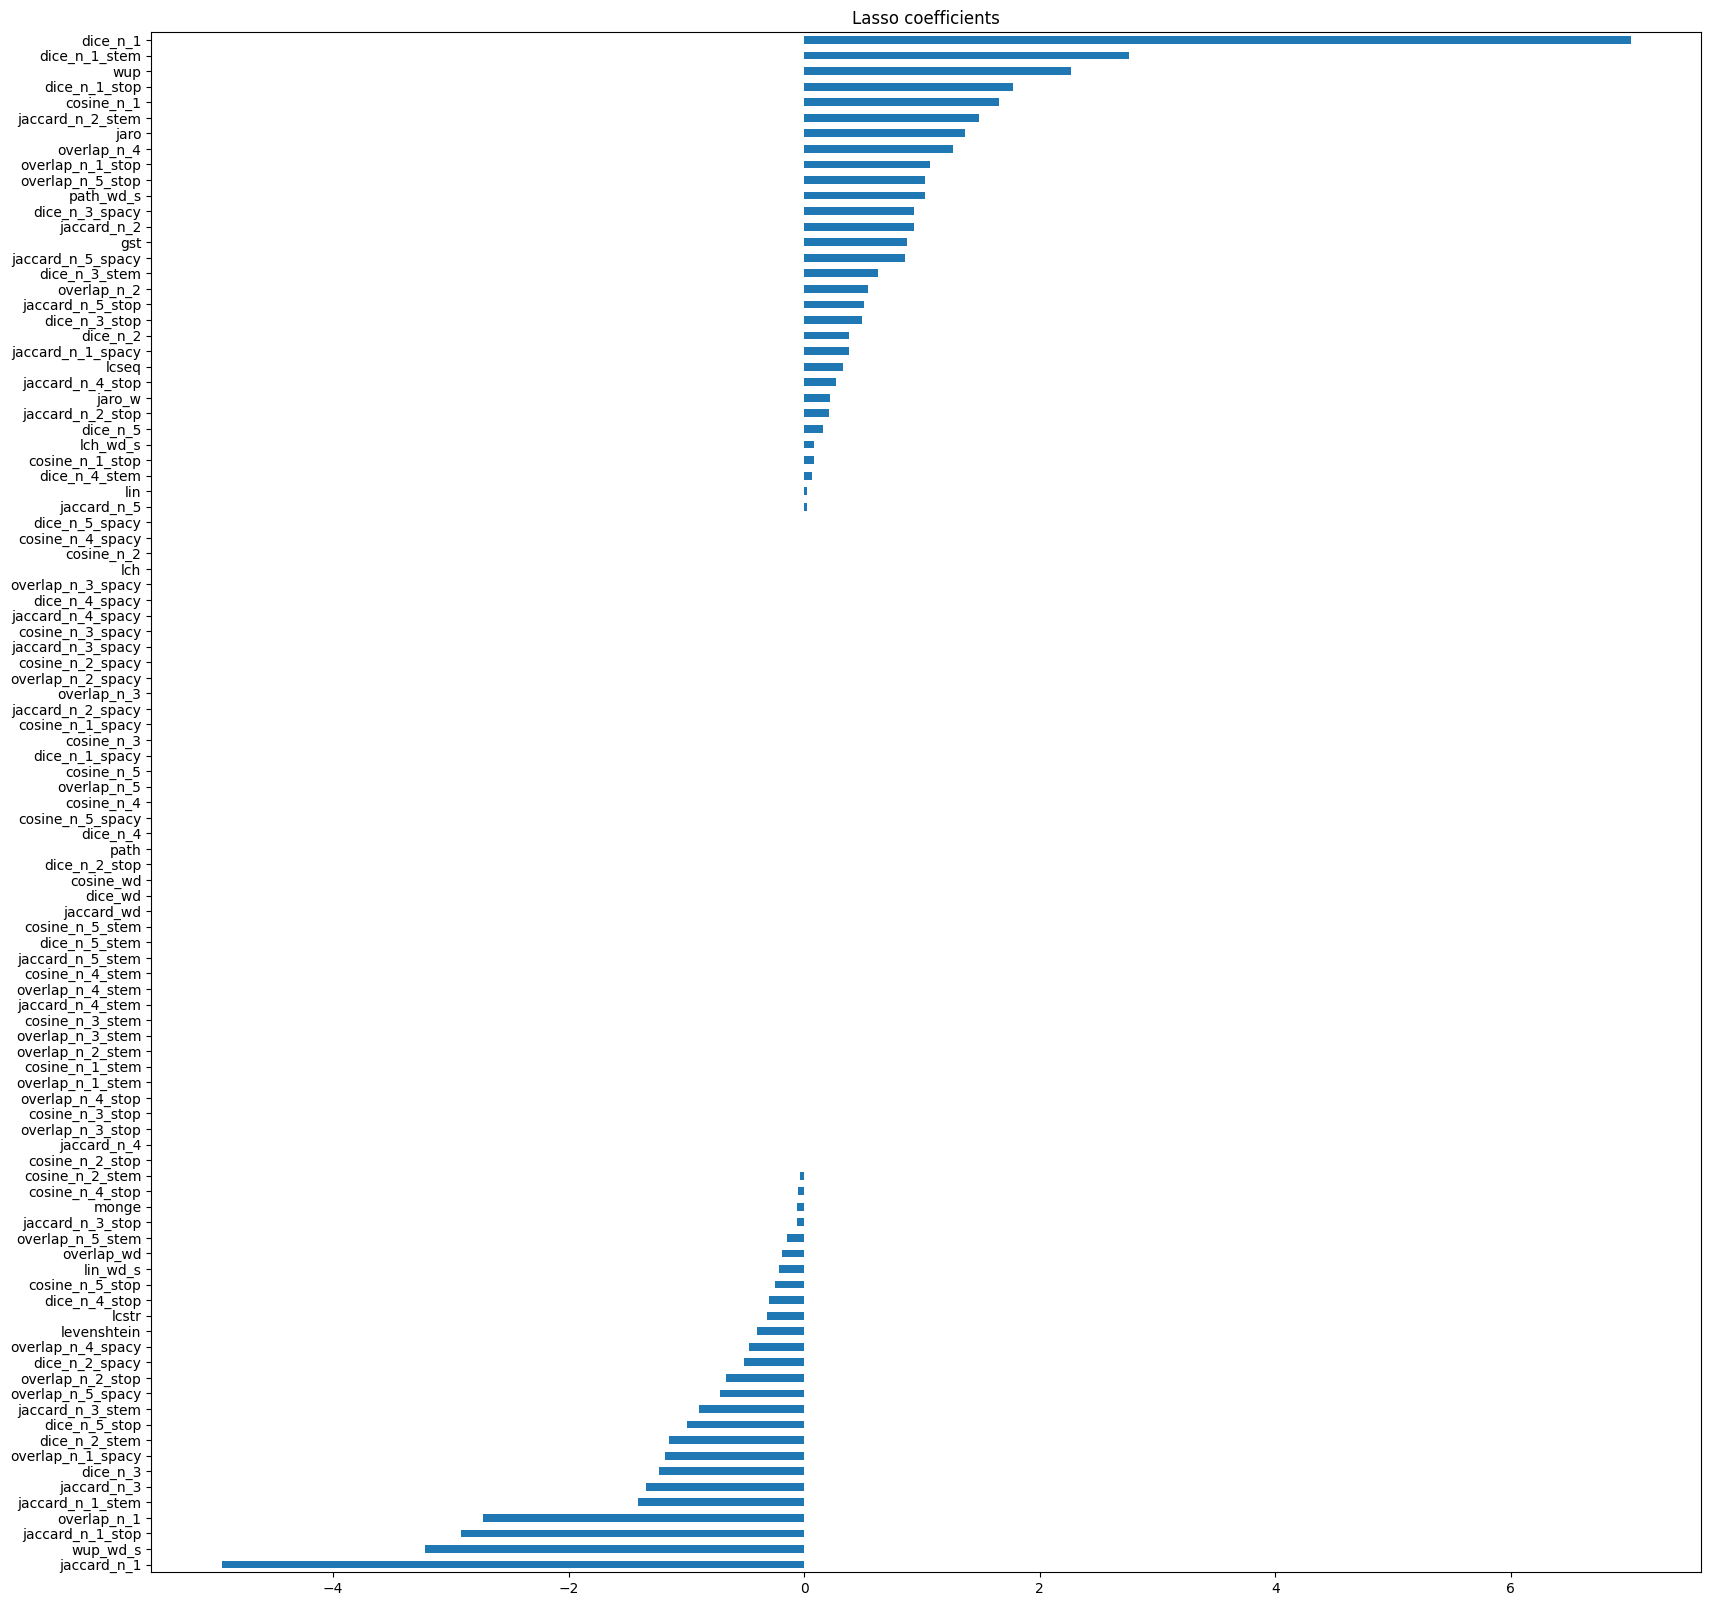 Lasso coefficients
dice_n_1
dice_n_1_stem
wup
dice_n_1_stop
cosine_n_1
jaccard_n_2_stem
jaro
overlap_n_4
overlap_n_1_stop
overlap_n_5_stop
path_wd_s
dice_n_3_spacy
jaccard_n_2
gst
jaccard_n_5_spacy
dice_n_3_stem
overlap_n_2
jaccard_n_5_stop
dice_n_3_stop
dice_n_2
jaccard_n_1_spacy
lcseq
jaccard_n_4_stop
jaro_w
jaccard_n_2_stop
dice_n_5
lch_wd_s
cosine_n_1_stop
dice_n_4_stem
lin
jaccard_n_5
dice_n_5_spacy
cosine_n_4_spacy
cosine_n_2
lch
overlap_n_3_spacy
dice_n_4_spacy
jaccard_n_4_spacy
cosine_n_3_spacy
jaccard_n_3_spacy
cosine_n_2_spacy
overlap_n_2_spacy
overlap_n_3
jaccard_n_2_spacy
cosine_n_1_spacy
cosine_n_3
dice_n_1_spacy
cosine_n_5
overlap_n_5
cosine_n_4
cosine_n_5_spacy
dice_n_4
path
dice_n_2_stop
cosine_wd
dice_wd
jaccard_wd
cosine_n_5_stem
dice_n_5_stem
jaccard_n_5_stem
cosine_n_4_stem
overlap_n_4_stem
jaccard_n_4_stem
cosine_n_3_stem
overlap_n_3_stem
overlap_n_2_stem
cosine_n_1_stem
overlap_n_1_stem
overlap_n_4_stop
cosine_n_3_stop
overlap_n_3_stop
jaccard_n_4
cosine_n_2_stop
cosine_n_2_stem
cosine_n_4_stop
monge
jaccard_n_3_stop
overlap_n_5_stem
overlap_wd
lin_wd_s
cosine_n_5_stop
dice_n_4_stop
lcstr
levenshtein
overlap_n_4_spacy
dice_n_2_spacy
overlap_n_2_stop
overlap_n_5_spacy
jaccard_n_3_stem
dice_n_5_stop
dice_n_2_stem
overlap_n_1_spacy
dice_n_3
jaccard_n_3
jaccard_n_1_stem
overlap_n_1
jaccard_n_1_stop
wup_wd_s
jaccard_n_1
−4 −2 0 2 4 6